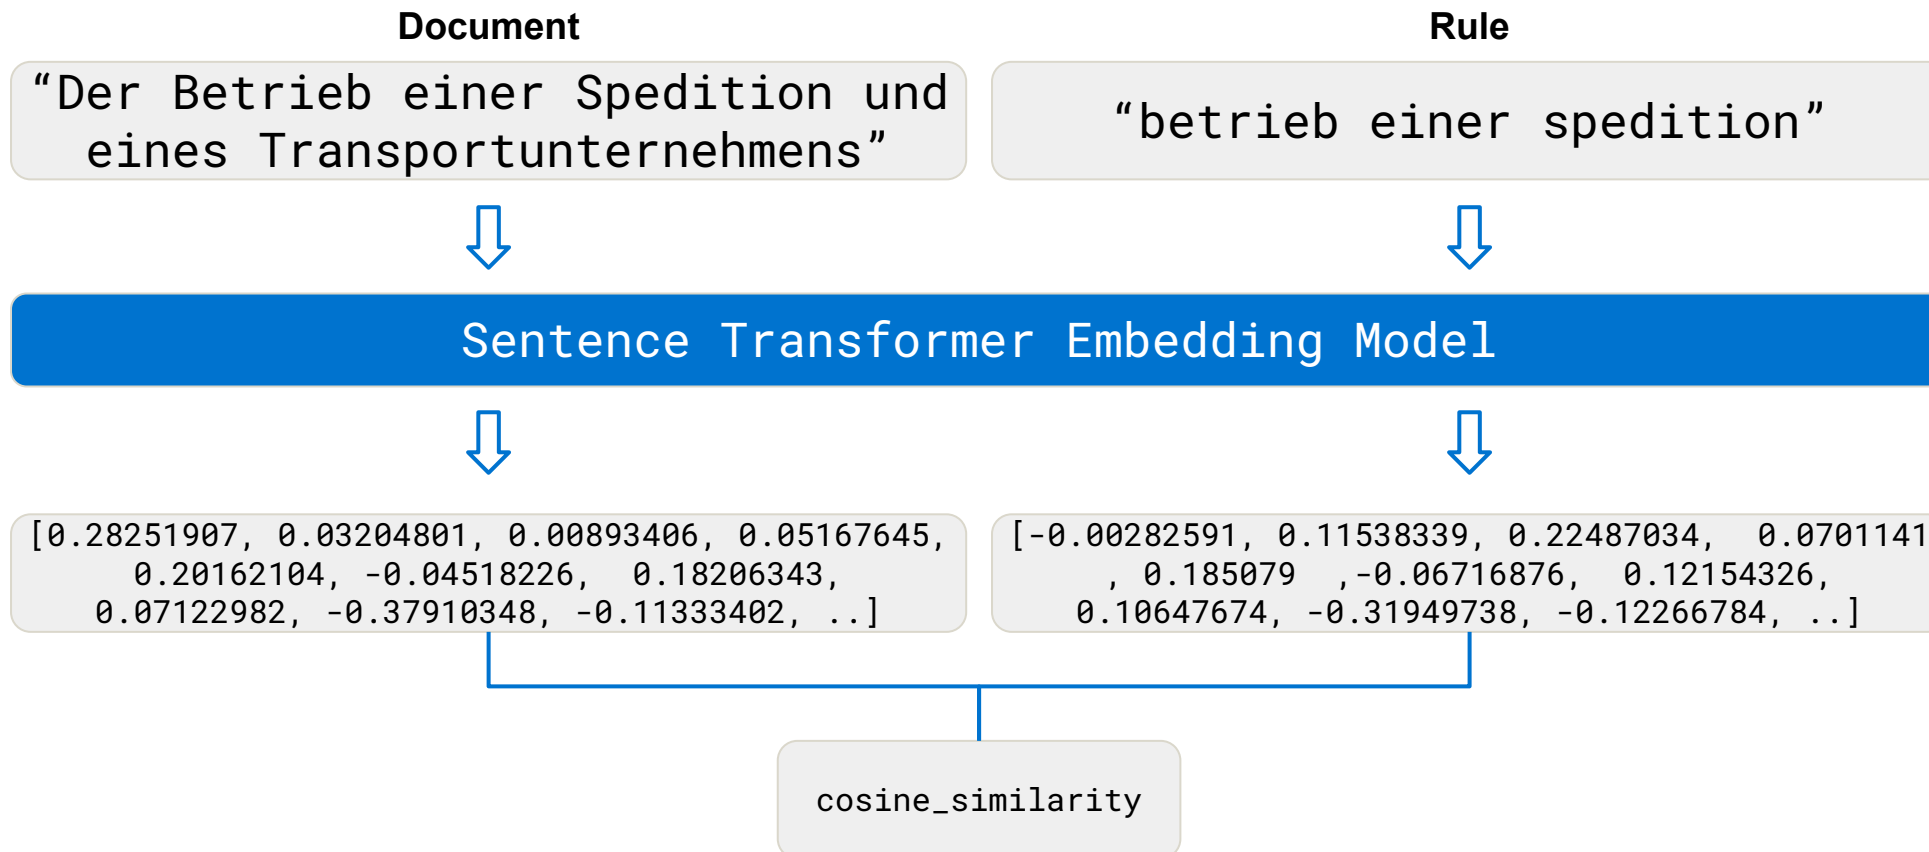 Document
Rule
“Der Betrieb einer Spedition und
eines Transportunternehmens”
“betrieb einer spedition”
Sentence Transformer Embedding Model
[0.28251907, 0.03204801, 0.00893406, 0.05167645,
0.20162104, -0.04518226, 0.18206343,
0.07122982, -0.37910348, -0.11333402, ..]
[-0.00282591, 0.11538339, 0.22487034, 0.0701141
, 0.185079 ,-0.06716876, 0.12154326,
0.10647674, -0.31949738, -0.12266784, ..]
cosine_similarity